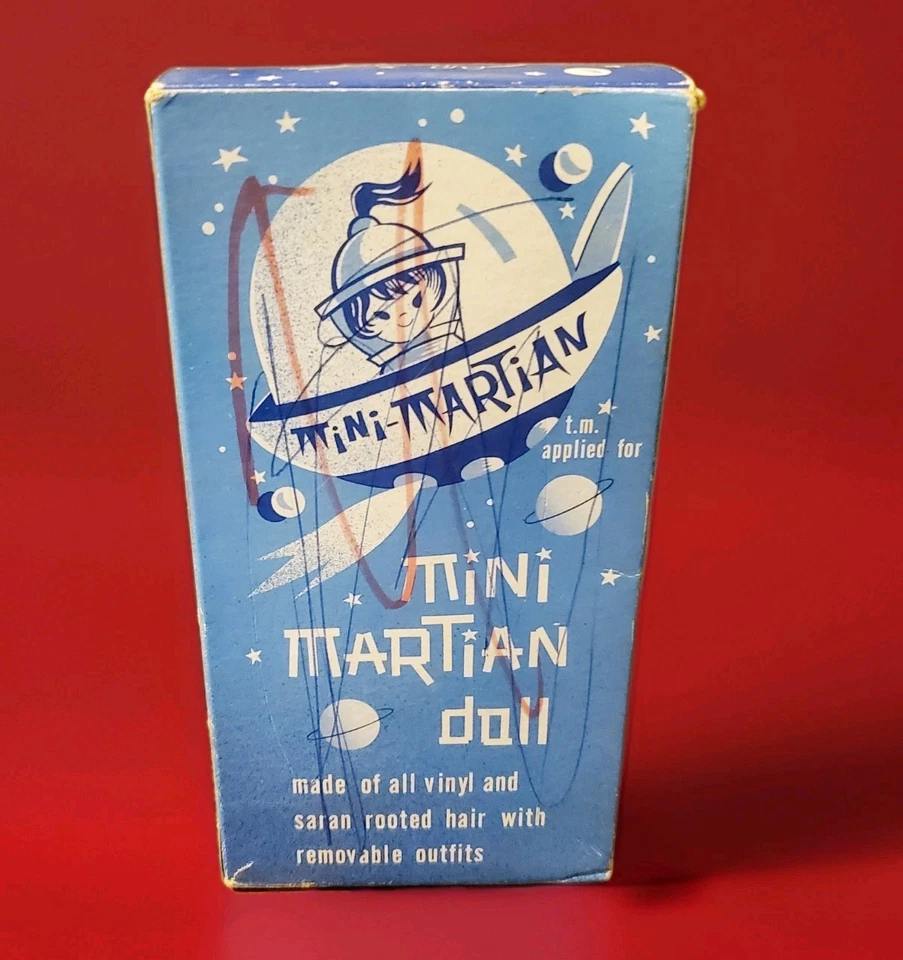 MiNi-MARTiAN
t.m.
applied for
MiNi
MARTiAN
doll
made of all vinyl and
saran rooted hair with
removable outfits